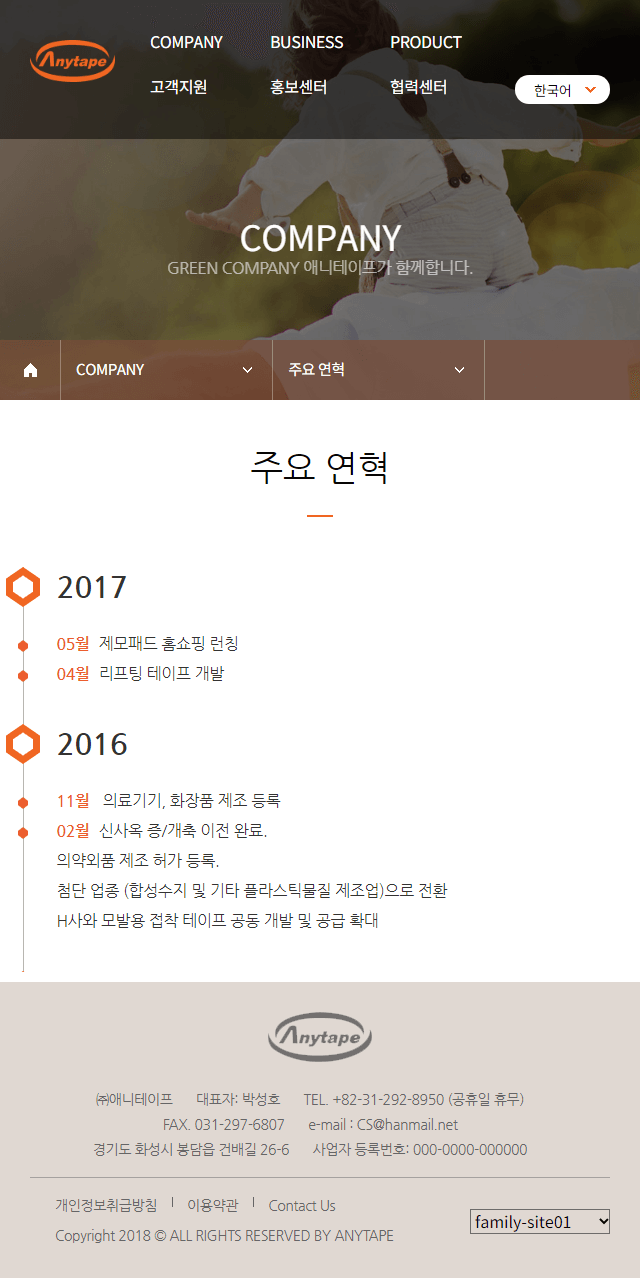 Anytape
COMPANY BUSINESS PRODUCT
고객지원 홍보센터 협력센터
한국어
COMPANY
GREEN COMPANY 애니테이프가 함께합니다.
COMPANY 주요 연혁
주요 연혁
2017
05월 제모패드 홈쇼핑 런칭
04월 리프팅 테이프 개발
2016
11월 의료기기, 화장품 제조 등록
02월 신사옥 증/개축 이전 완료.
의약외품 제조 허가 등록.
첨단 업종 (합성수지 및 기타 플라스틱물질 제조업)으로 전환
H사와 모발용 접착 테이프 공동 개발 및 공급 확대
Anytape
㈜애니테이프 대표자: 박성호 TEL. +82-31-292-8950 (공휴일 휴무)
FAX. 031-297-6807 e-mail : CS@hanmail.net
경기도 화성시 봉담읍 건배길 26-6 사업자 등록번호: 000-0000-000000
개인정보취급방침 이용약관 Contact Us
Copyright 2018 © ALL RIGHTS RESERVED BY ANYTAPE
family-site01